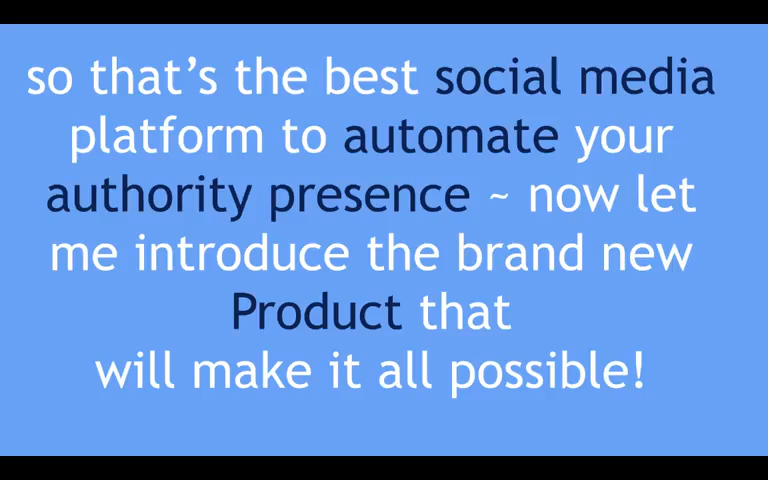 so that’s the best social media
platform to automate your
authority presence ~ now let
me introduce the brand new
Product that
will make it all possible!